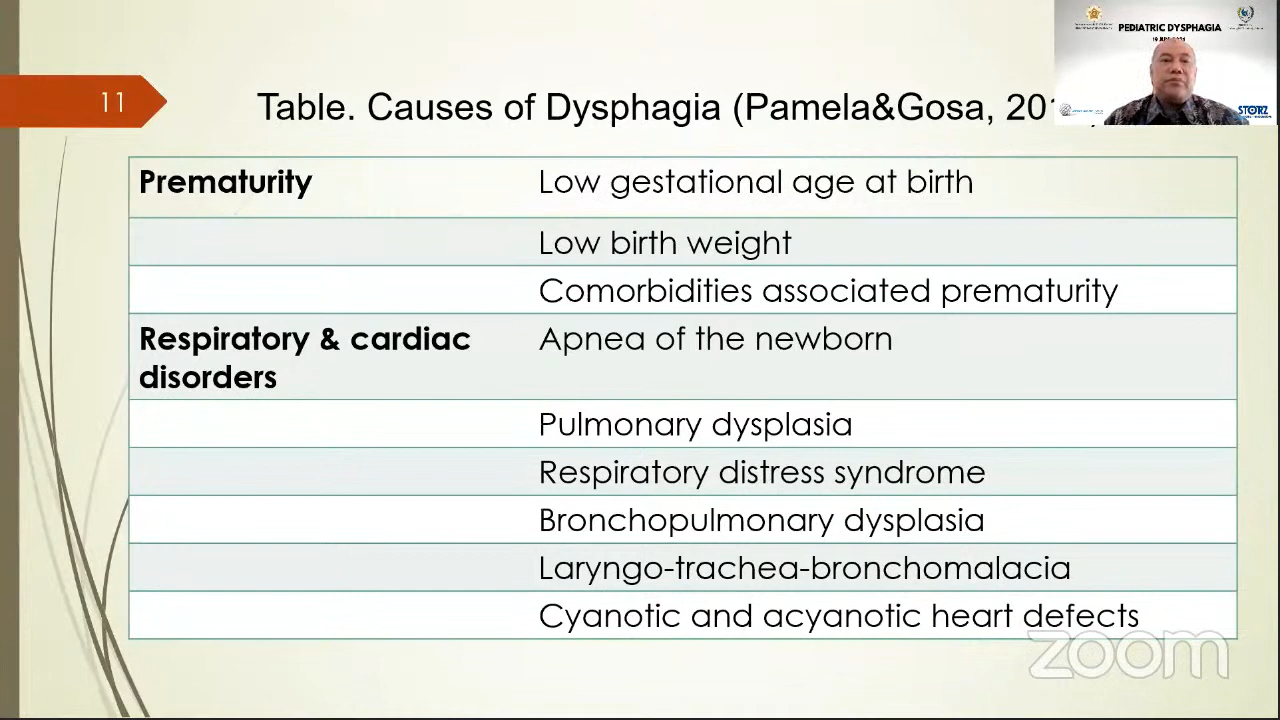 PEDIATRIC DYSPHAGIA
11
Table. Causes of Dysphagia (Pamela&Gosa,
STORZ
Prematurity Low gestational age at birth
Low birth weight
Comorbidities associated prematurity
Respiratory & cardiac Apnea of the newborn
disorders
Pulmonary dysplasia
Respiratory distress syndrome
Bronchopulmonary dysplasia
Laryngo-trachea-bronchomalacia
Cyanotic and acyanotic heart defects
zoom